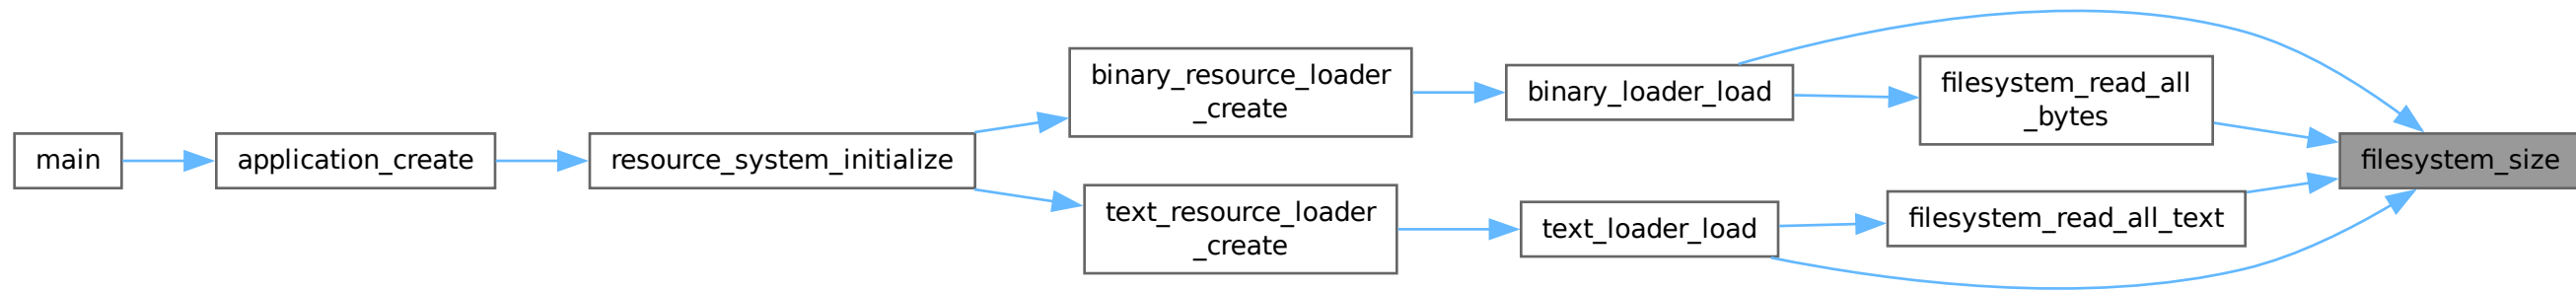 main
application_create
resource_system_initialize
binary_resource_loader
_create
text_resource_loader
_create
binary_loader_load
text_loader_load
filesystem_read_all
_bytes
filesystem_read_all_text
filesystem_size